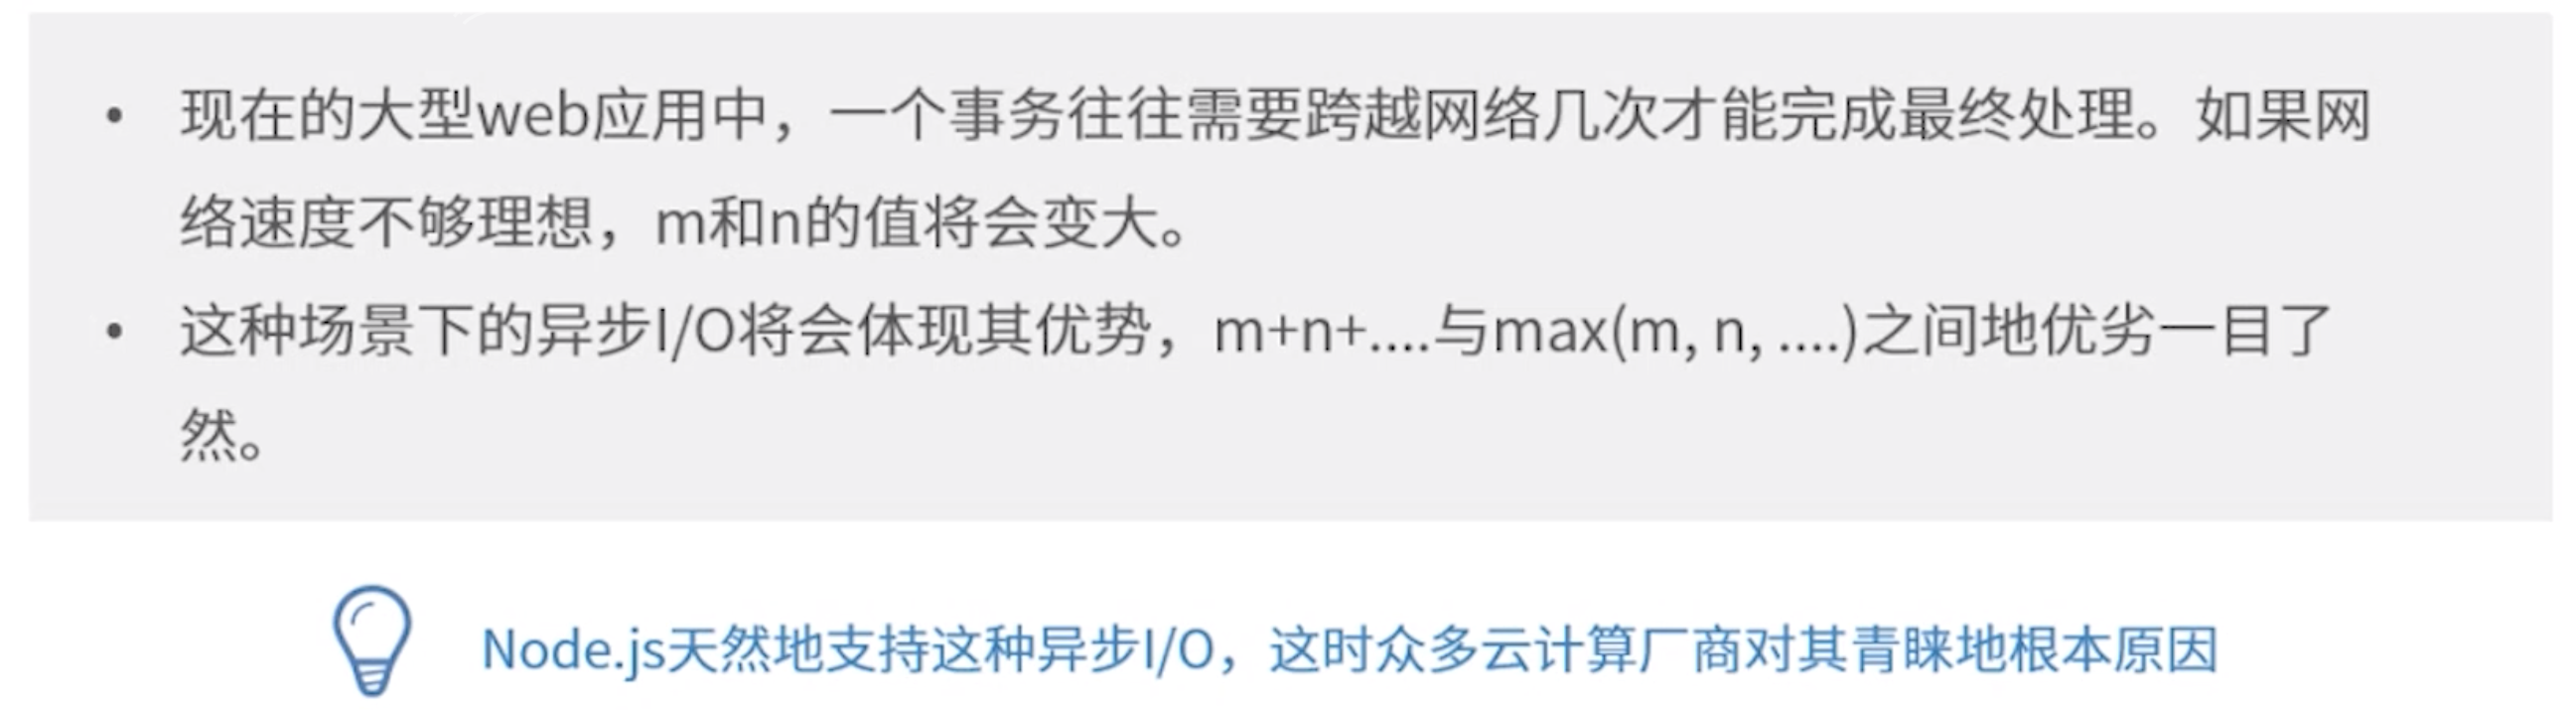 • 现在的大型web应用中，一个事务往往需要跨越网络几次才能完成最终处理。如果网
络速度不够理想，m和n的值将会变大。
• 这种场景下的异步I/O将会体现其优势，m+n+....与max(m, n, ....)之间地优劣一目了
然。
Node.js天然地支持这种异步I/O，这时众多云计算厂商对其青睐地根本原因